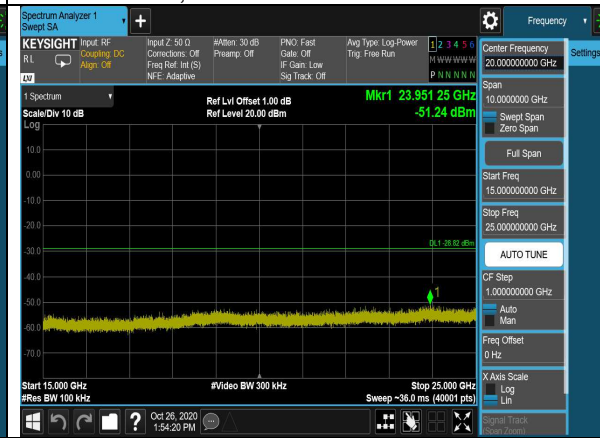 Spectrum Analyzer 1
Swept SA
Frequency
KEYSIGHT
RL
LXI
Input: RF
Coupling: DC
Align: Off
Input Z: 50 Ω
Corrections: Off
Freq Ref: Int (S)
NFE: Adaptive
#Atten: 30 dB
Preamp: Off
PNO: Fast
Gate: Off
IF Gain: Low
Sig Track: Off
Avg Type: Log-Power
Trig: Free Run
1 2 3 4 5 6
M W W W W W
P N N N N N
1 Spectrum
Scale/Div 10 dB
Log
Ref Lvl Offset 1.00 dB
Ref Level 20.00 dBm
Mkr1 23.951 25 GHz
-51.24 dBm
10.0
0.00
-10.0
-20.0
-30.0
-40.0
-50.0
-60.0
-70.0
DL1 -28.82 dBm
1
Start 15.000 GHz
#Res BW 100 kHz
#Video BW 300 kHz
Stop 25.000 GHz
Sweep ~36.0 ms (40001 pts)
?
Oct 26, 2020
1:54:20 PM
Center Frequency
20.000000000 GHz
Span
10.0000000 GHz
Swept Span
Zero Span
Full Span
Start Freq
15.000000000 GHz
Stop Freq
25.000000000 GHz
AUTO TUNE
CF Step
1.000000000 GHz
Auto
Man
Freq Offset
0 Hz
X Axis Scale
Log
Lin
Signal Track
(Span Zoom)
Settings